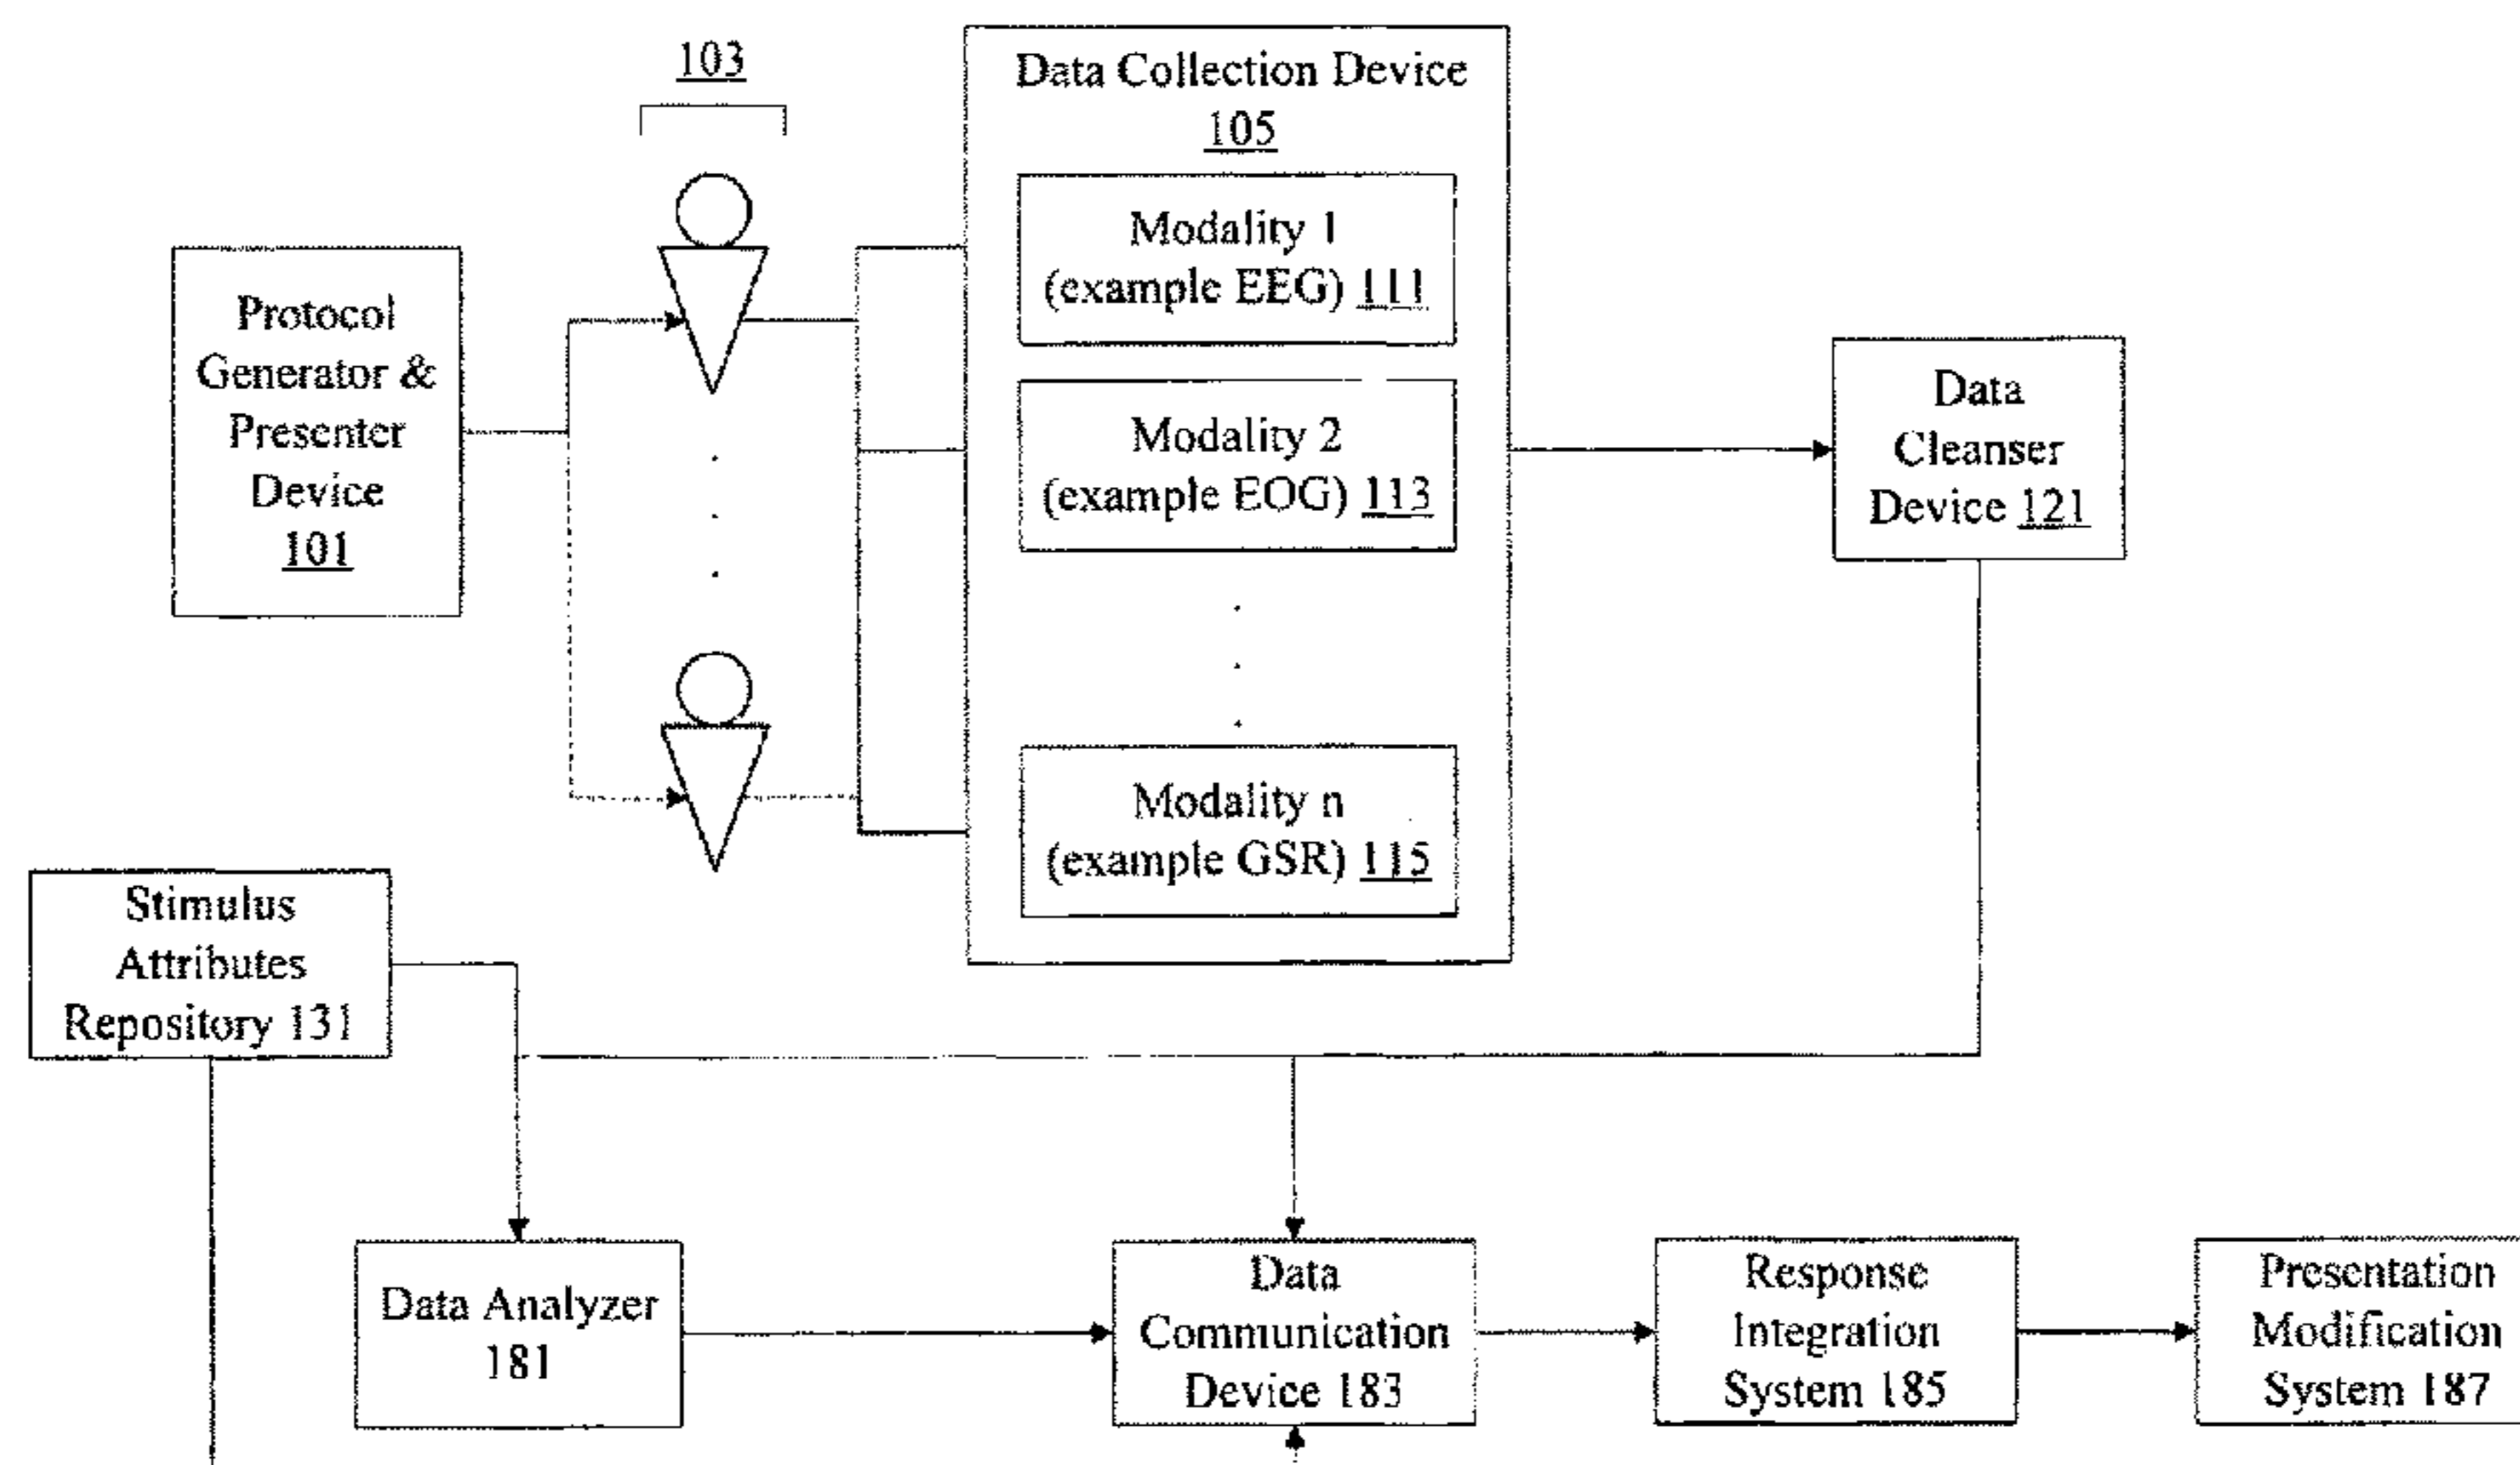 103
Data Collection Device
105
Modality 1
(example EEG) 111
Modality 2
(example EOG) 113
Modality n
(example GSR) 115
Protocol
Generator &
Presenter
Device
101
Data
Cleanser
Device 121
Stimulus
Attributes
Repository 131
Data Analyzer
181
Data
Communication
Device 183
Response
Integration
System 185
Presentation
Modification
System 187